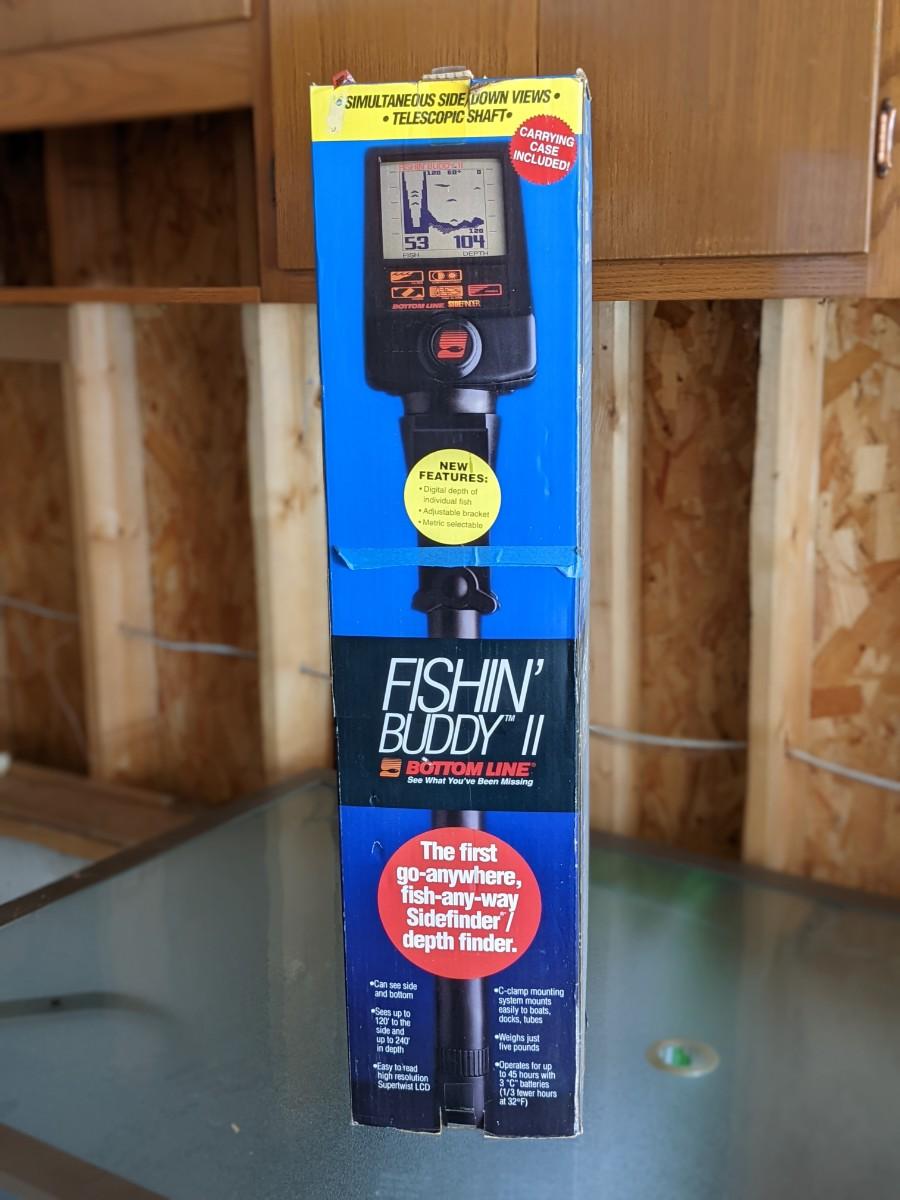 • SIMULTANEOUS SIDE/DOWN VIEWS •
• TELESCOPIC SHAFT •
CARRYING
CASE
INCLUDED!
FISHIN' BUDDY II
120 60+ 0
120
53 104
FISH DEPTH
BOTTOM LINE SIDEFINDER
NEW
FEATURES:
• Digital depth of
individual fish
• Adjustable bracket
• Metric selectable
FISHIN'
BUDDY™ II
BOTTOM LINE®
See What You've Been Missing
The first
go-anywhere,
fish-any-way
Sidefinder®/
depth finder.
•Can see side
and bottom
•Sees up to
120' to the
side and
up to 240'
in depth
•Easy to read
high resolution
Supertwist LCD
•C-clamp mounting
system mounts
easily to boats,
docks, tubes
•Weighs just
five pounds
•Operates for up
to 45 hours with
3 "C" batteries
(1/3 fewer hours
at 32°F)